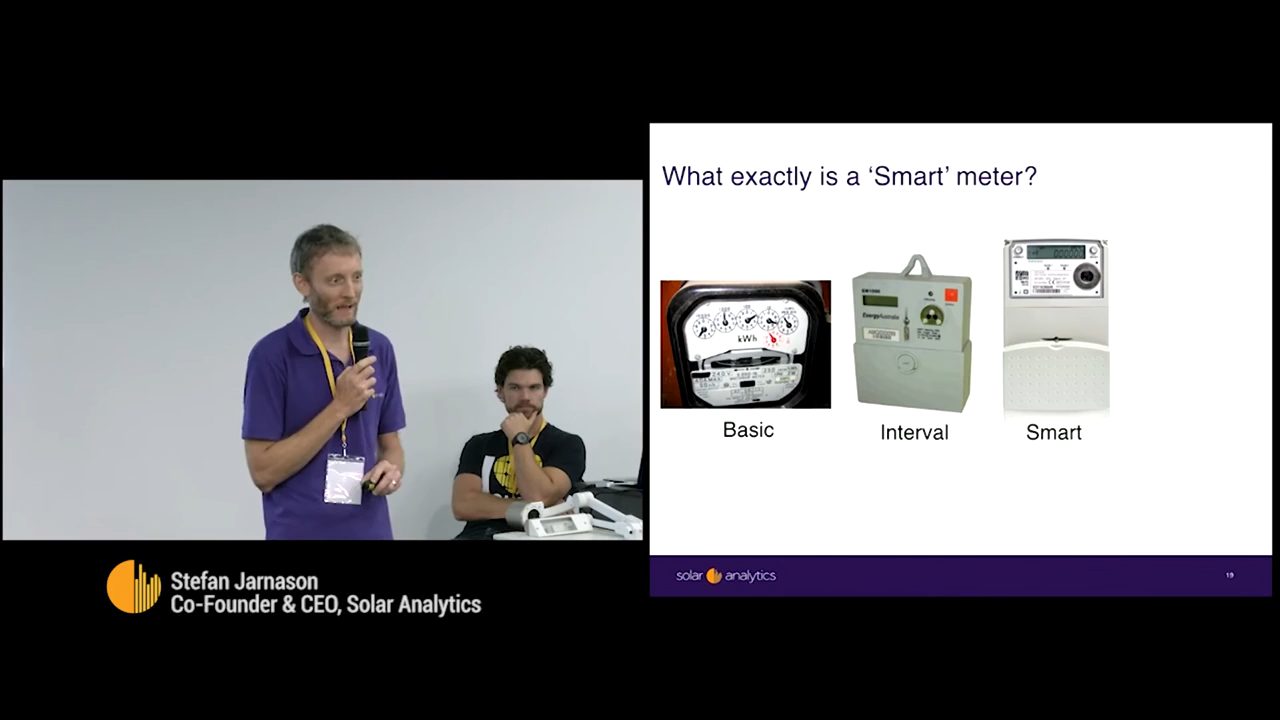 What exactly is a ‘Smart’ meter?
kWh
EnergyAustralia
Basic
Interval
Smart
solar analytics
19
Stefan Jarnason
Co-Founder & CEO, Solar Analytics